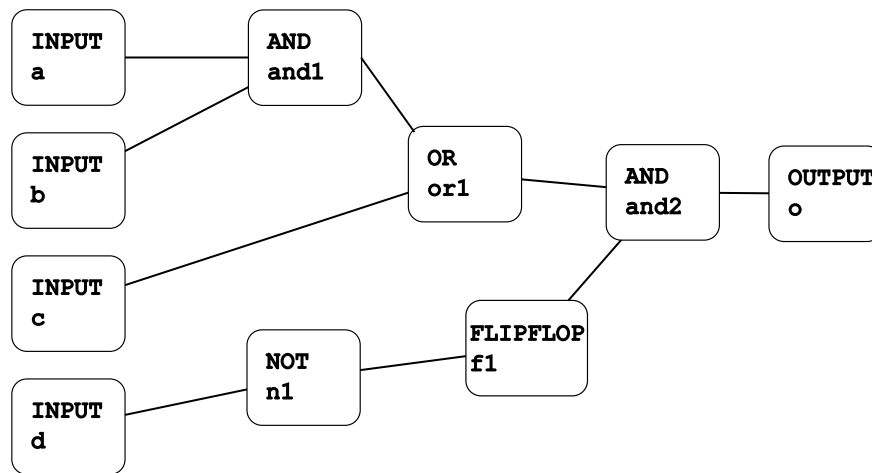 INPUT
a
AND
and1
INPUT
b
OR
or1
AND
and2
OUTPUT
o
INPUT
c
NOT
n1
FLIPFLOP
f1
INPUT
d